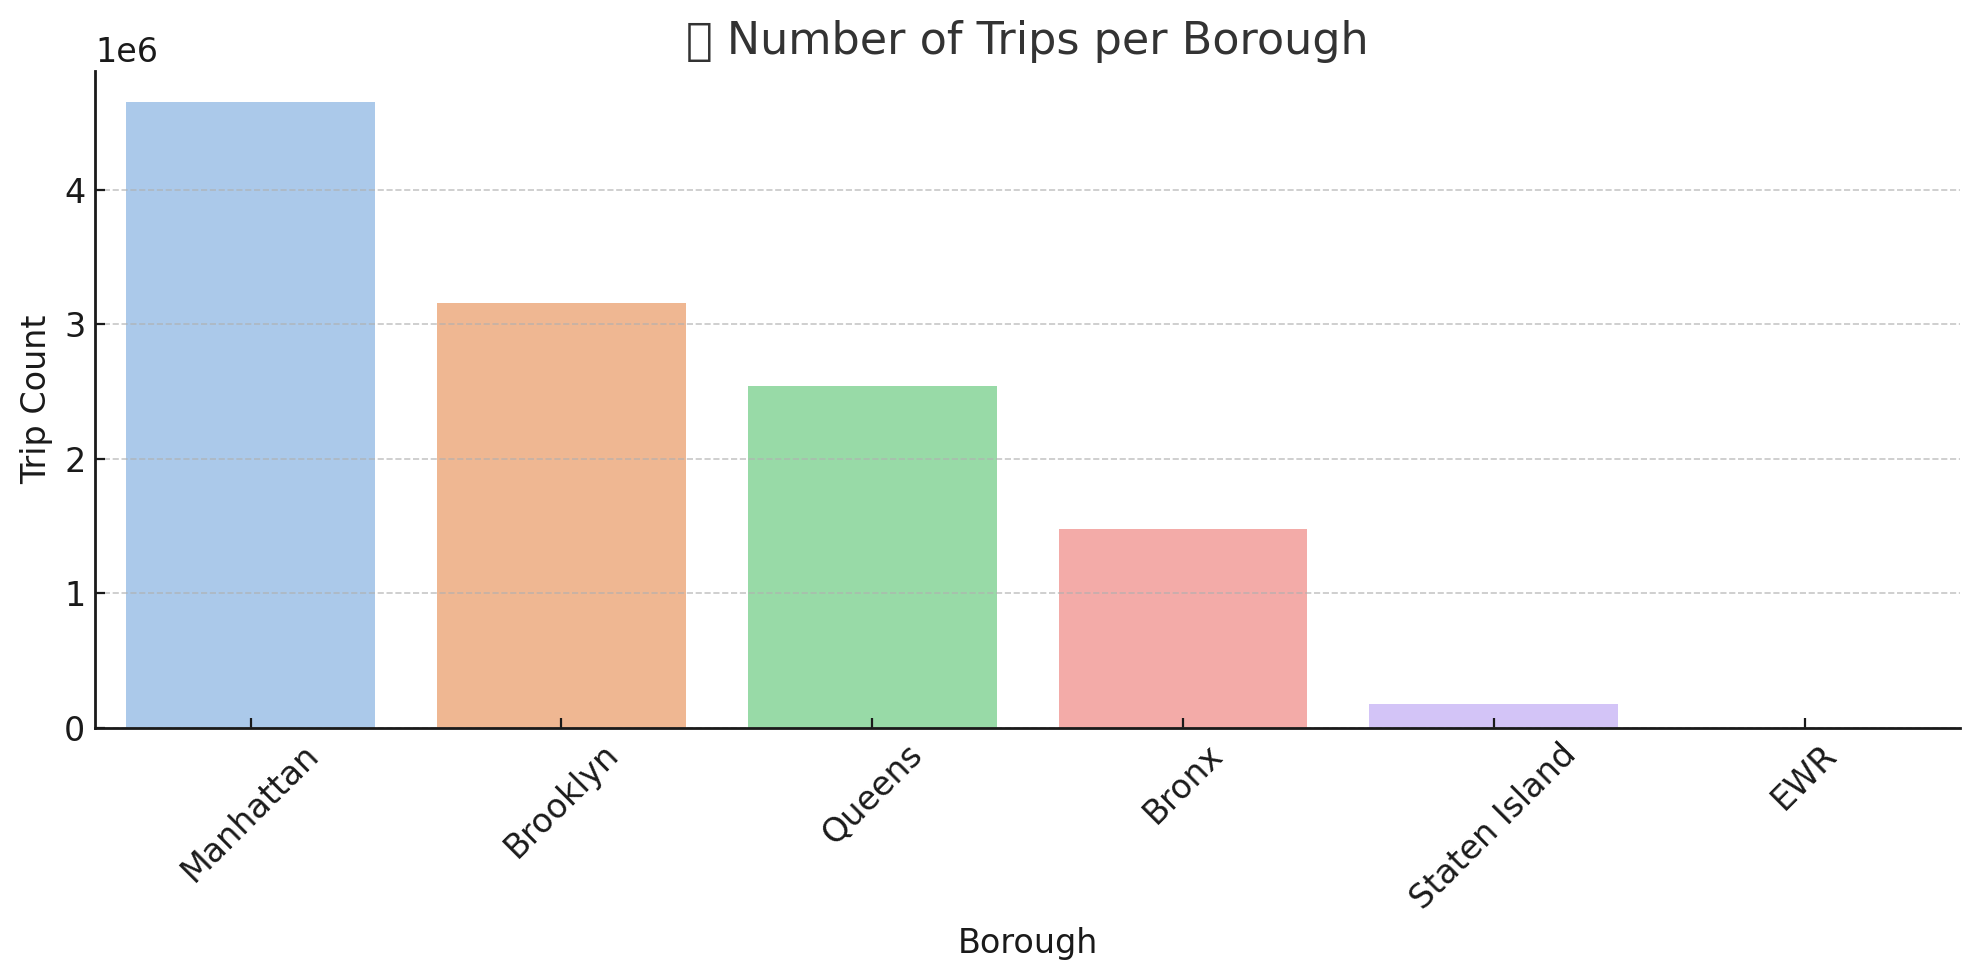 1e6
▯ Number of Trips per Borough
4
3
2
1
0
Trip Count
Manhattan
Brooklyn
Queens
Bronx
Staten Island
EWR
Borough